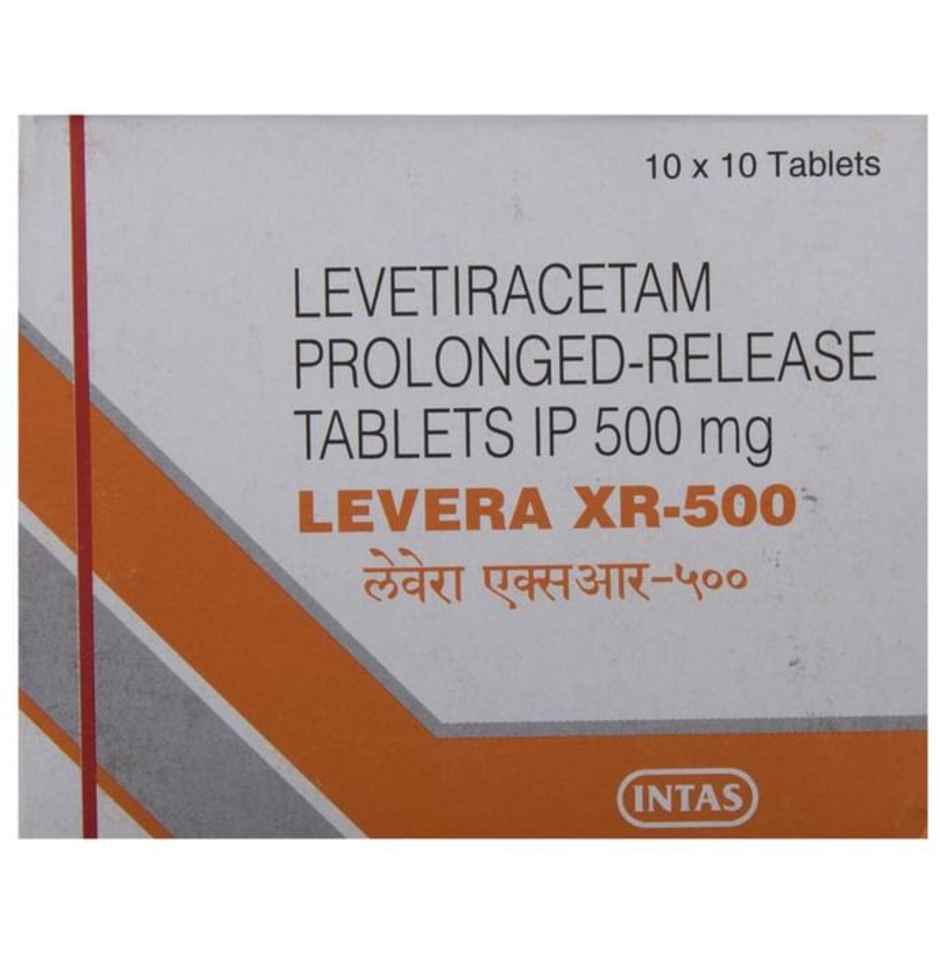 10 x 10 Tablets
LEVETIRACETAM
PROLONGED-RELEASE
TABLETS IP 500 mg
LEVERA XR-500
लेवेरा एक्सआर-५००
INTAS